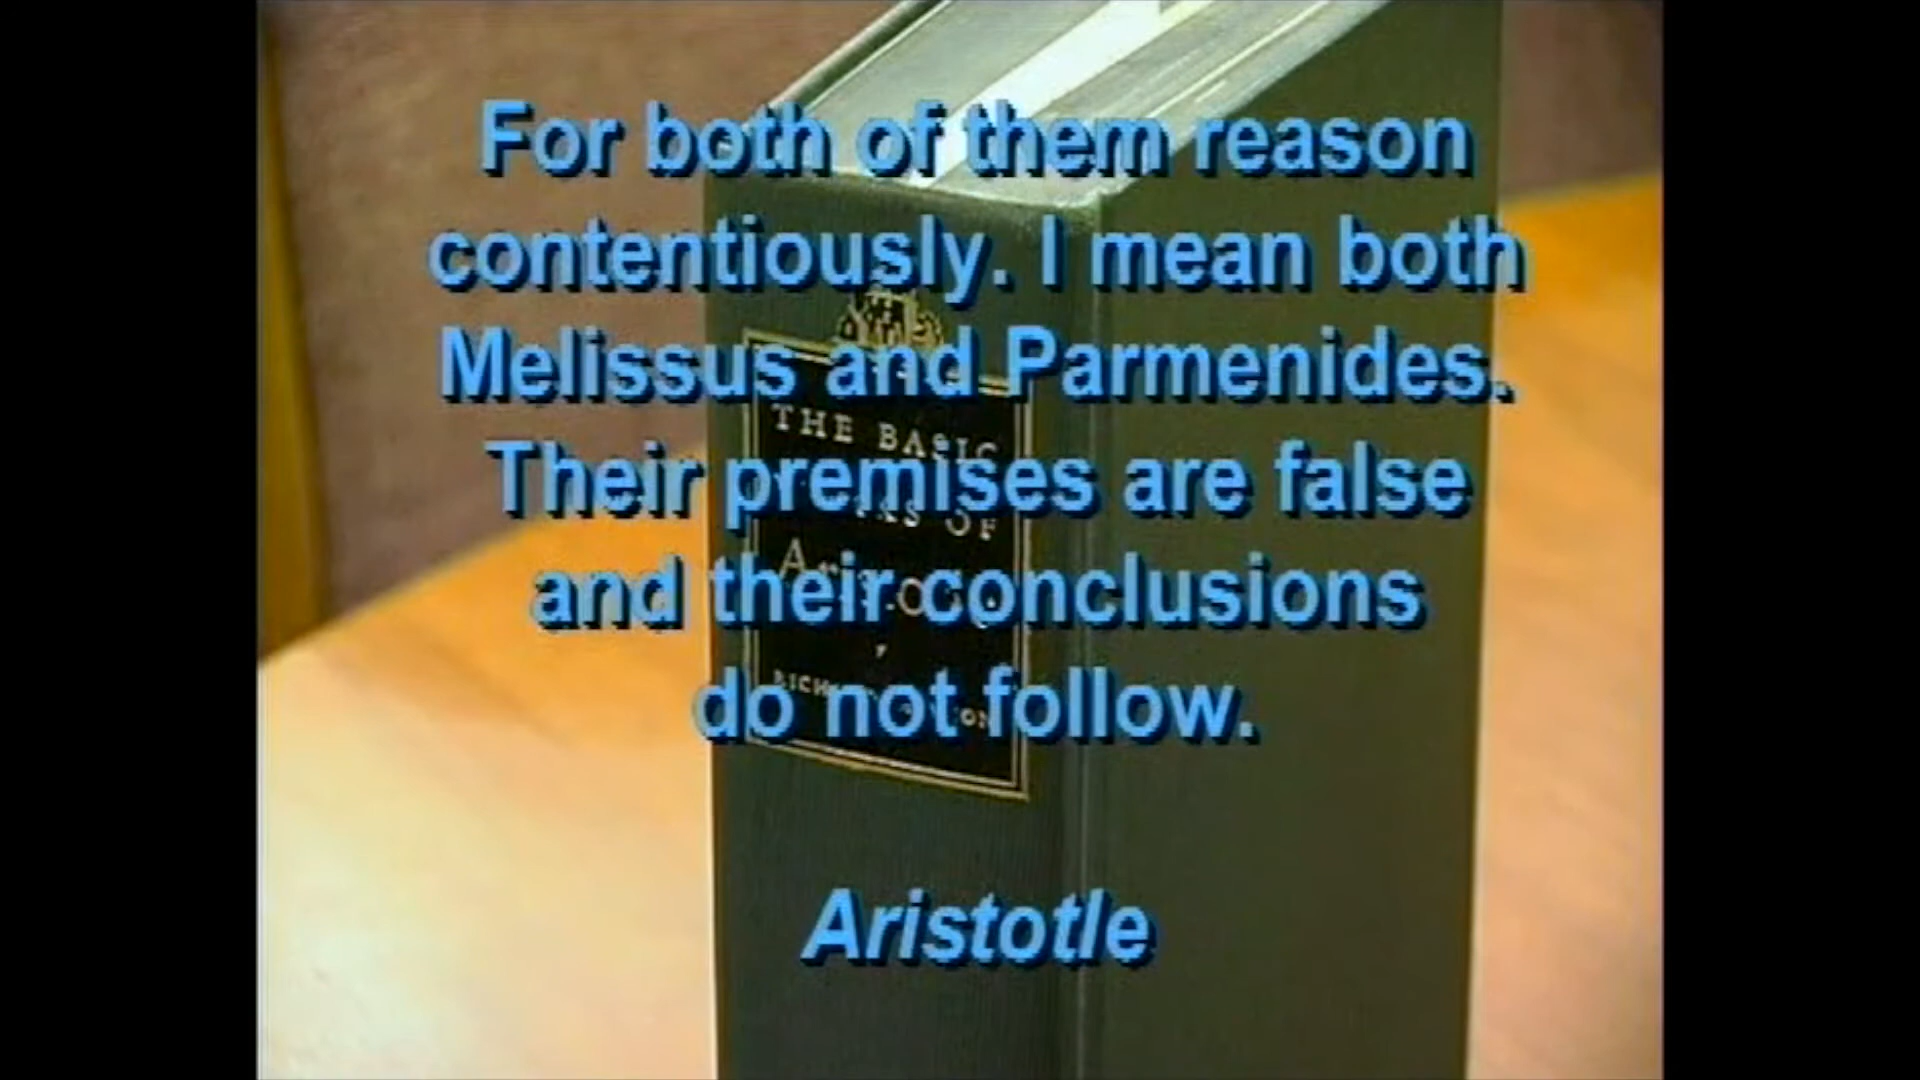 For both of them reason
contentiously. I mean both
Melissus and Parmenides.
Their premises are false
and their conclusions
do not follow.
Aristotle
THE BASIC
OF